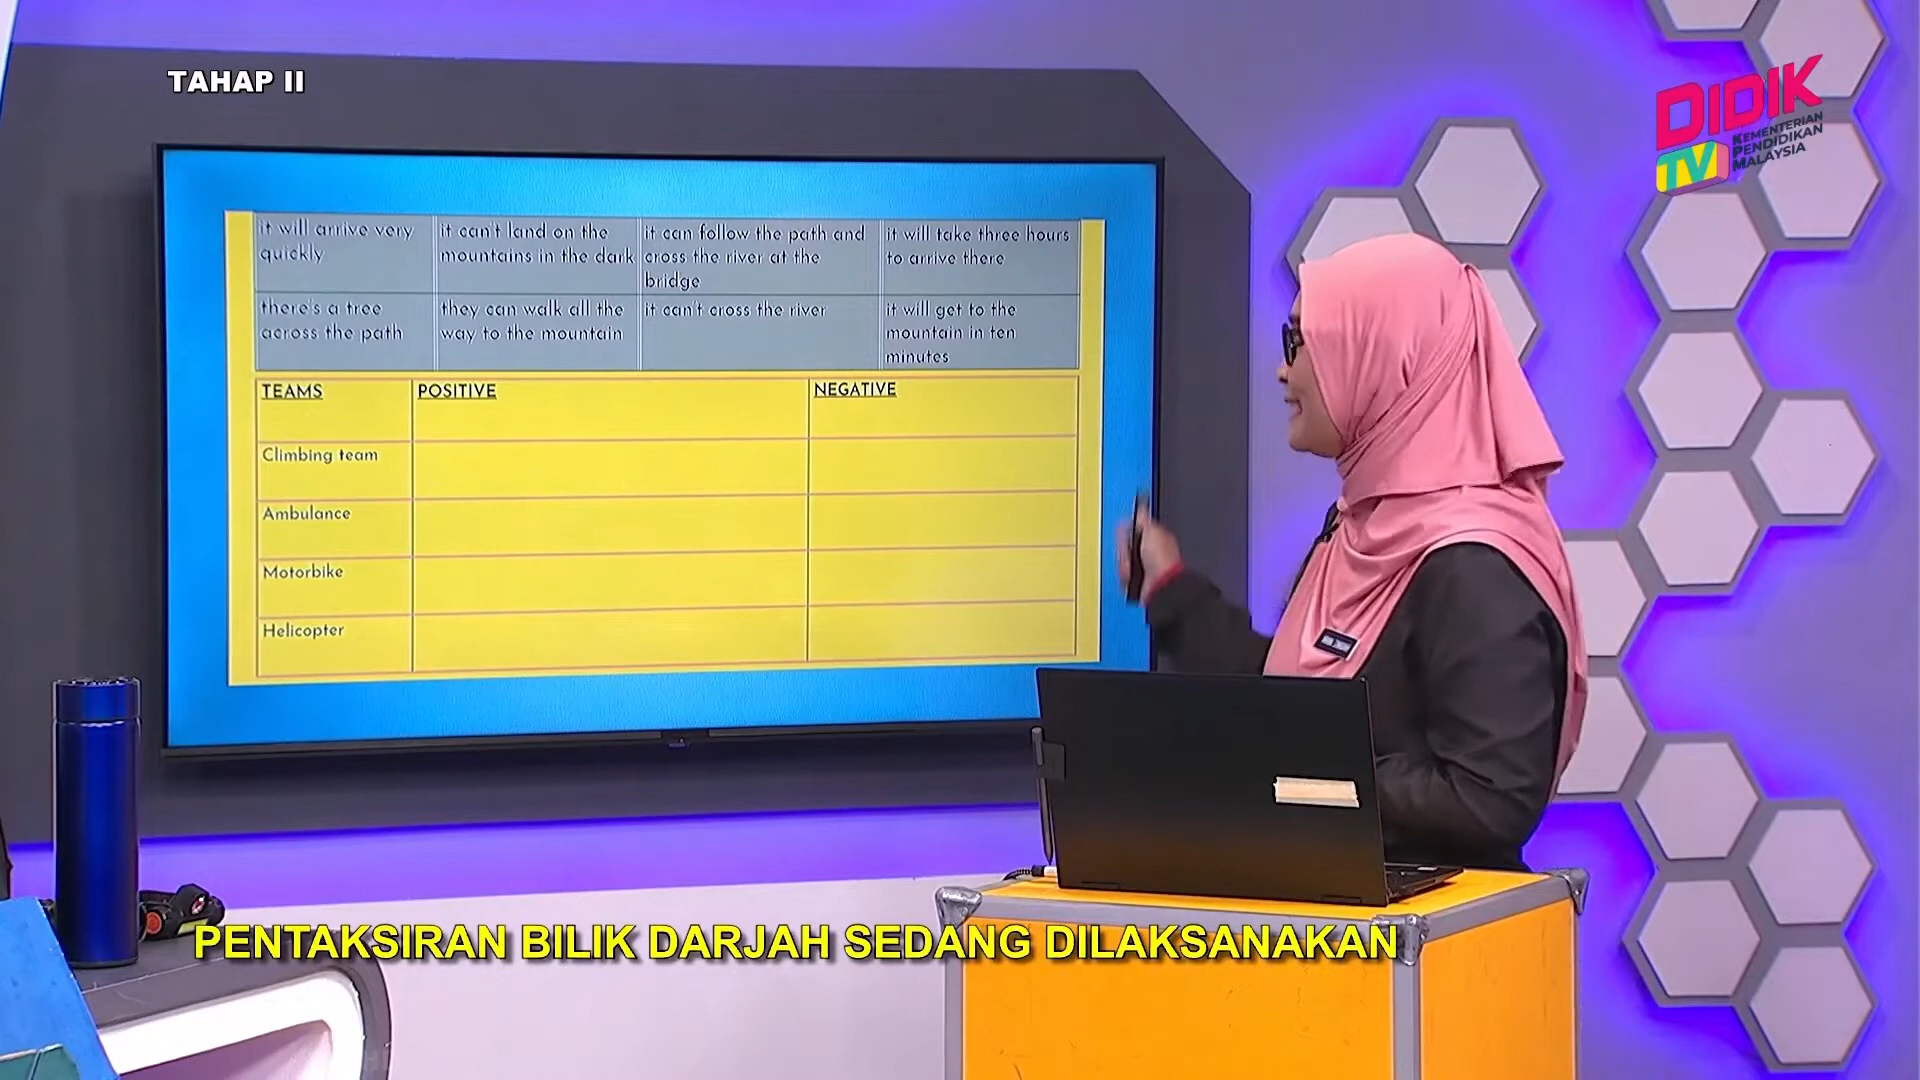 TAHAP II
DIDIK
TV
KEMENTERIAN
PENDIDIKAN
MALAYSIA
it will arrive very
quickly
it can't land on the
mountains in the dark
it can follow the path and
cross the river at the
bridge
it will take three hours
to arrive there
there's a tree
across the path
they can walk all the
way to the mountain
it can't cross the river
it will get to the
mountain in ten
minutes
TEAMS
POSITIVE
NEGATIVE
Climbing team
Ambulance
Motorbike
Helicopter
PENTAKSIRAN BILIK DARJAH SEDANG DILAKSANAKAN